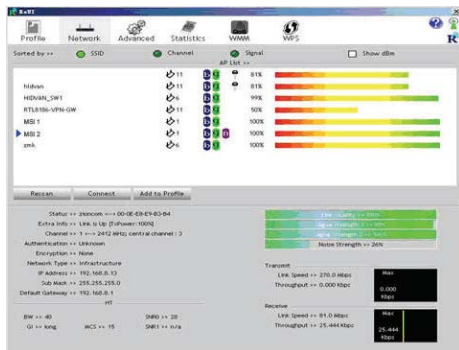 RaUI
Profile Network Advanced Statistics WMM WPS
Sorted by >> SSID Channel Signal Show dBm
AP List >>
11 81%
hldvan 11 81%
HIDVAN_SW1 6 99%
RTL8186-VPN-GW 11 50%
MSI 1 1 100%
MSI 2 1 100%
zmk 6 100%
Rescan Connect Add to Profile
Status >> zioncom <--> 00-0E-E8-E9-B3-B4
Extra Info >> Link is Up [TxPower:100%]
Channel >> 1 <--> 2412 MHz; central channel : 3
Authentication >> Unknown
Encryption >> None
Network Type >> Infrastructure
IP Address >> 192.168.0.13
Sub Mask >> 255.255.255.0
Default Gateway >> 192.168.0.1
HT
BW >> 40 SNR0 >> 28
GI >> long MCS >> 15 SNR1 >> n/a
Noise Strength >> 26%
Transmit
Link Speed >> 270.0 Mbps
Throughput >> 0.000 Kbps
Max
0.000
Kbps
Receive
Link Speed >> 81.0 Mbps
Throughput >> 25.444 Kbps
Max
25.444
Kbps